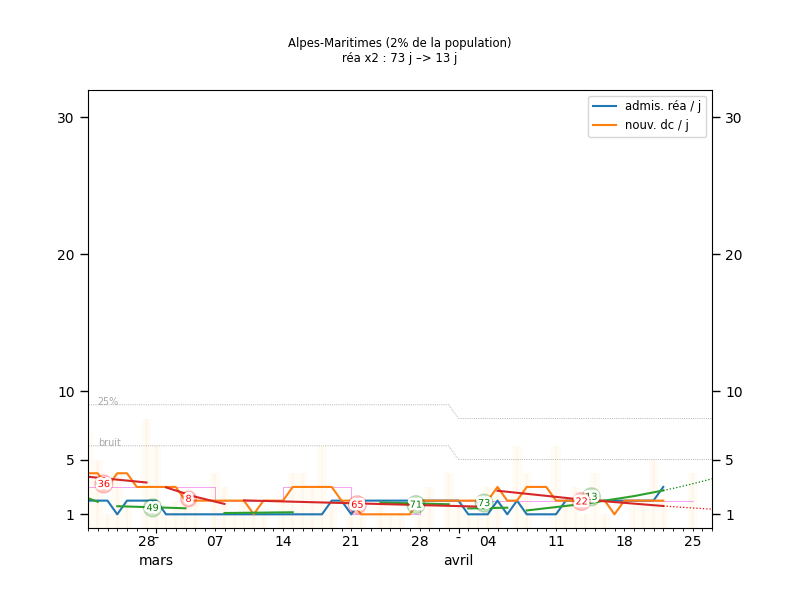 Alpes-Maritimes (2% de la population)
réa x2 : 73 j –> 13 j
admis. réa / j
nouv. dc / j
30 30
20 20
10 10
25%
bruit
5 5
36 8 49 65 71 73 22 13
1 1
28 07 14 21 28 04 11 18 25
mars avril